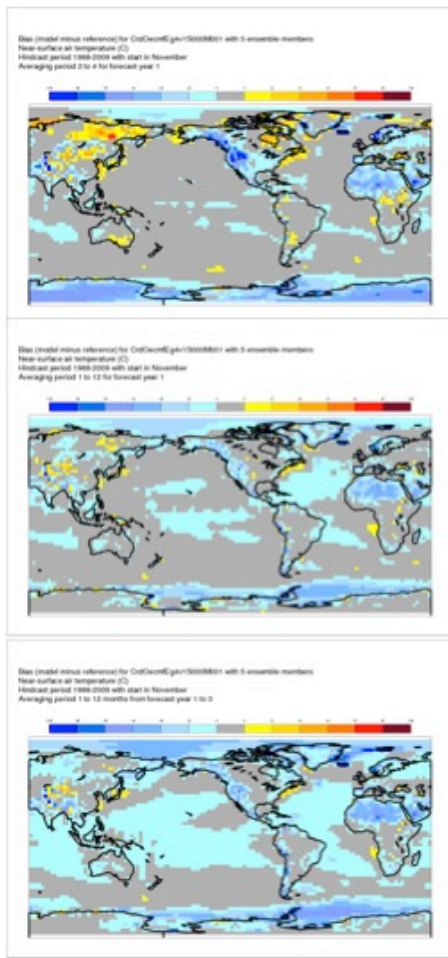 Bias (model minus reference) for with 5 ensemble members
Near-surface air temperature (C)
Hindcast period 1988-2009 with start in November
Averaging period 2 to 4 for forecast year 1
Bias (model minus reference) for with 5 ensemble members
Near-surface air temperature (C)
Hindcast period 1988-2009 with start in November
Averaging period 1 to 12 for forecast year 1
Bias (model minus reference) for with 5 ensemble members
Near-surface air temperature (C)
Hindcast period 1988-2009 with start in November
Averaging period 1 to 12 months from forecast year 1 to 3